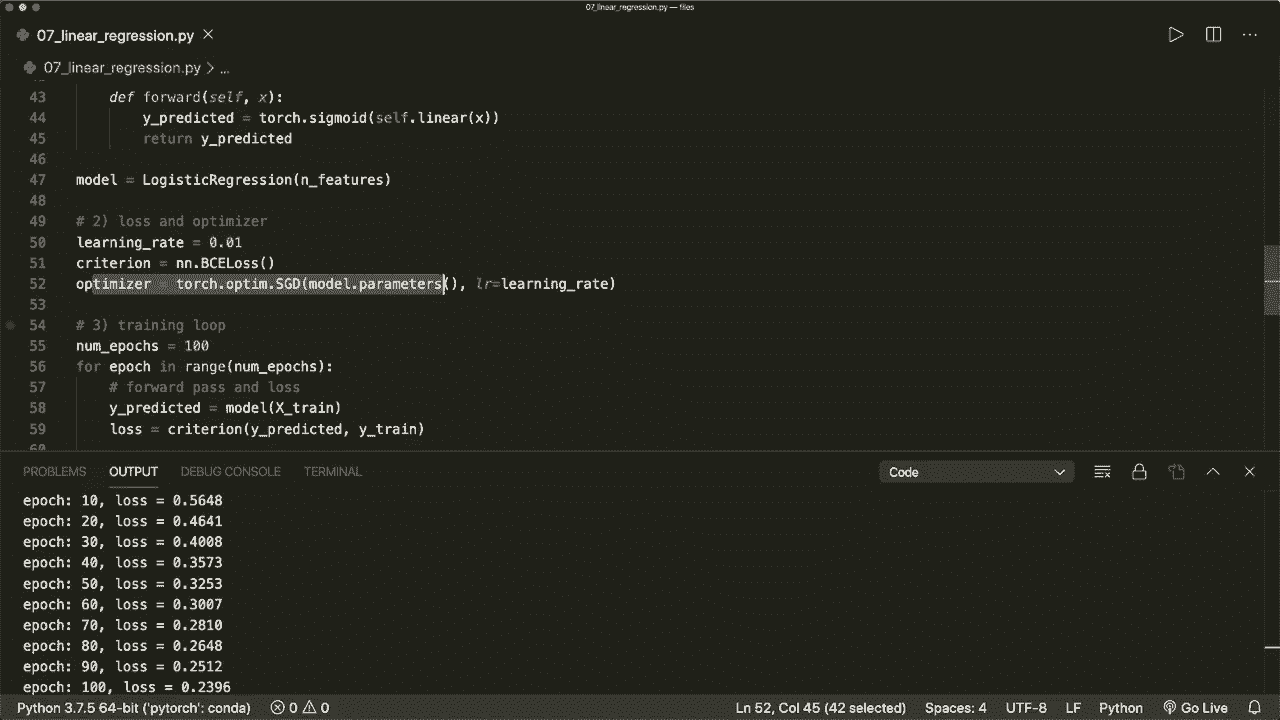 07_linear_regression.py — files
07_linear_regression.py
07_linear_regression.py > ...
43 def forward(self, x):
44 y_predicted = torch.sigmoid(self.linear(x))
45 return y_predicted
46
47 model = LogisticRegression(n_features)
48
49 # 2) loss and optimizer
50 learning_rate = 0.01
51 criterion = nn.BCELoss()
52 optimizer = torch.optim.SGD(model.parameters(), lr=learning_rate)
53
54 # 3) training loop
55 num_epochs = 100
56 for epoch in range(num_epochs):
57 # forward pass and loss
58 y_predicted = model(X_train)
59 loss = criterion(y_predicted, y_train)
60
PROBLEMS OUTPUT DEBUG CONSOLE TERMINAL Code
epoch: 10, loss = 0.5648
epoch: 20, loss = 0.4641
epoch: 30, loss = 0.4008
epoch: 40, loss = 0.3573
epoch: 50, loss = 0.3253
epoch: 60, loss = 0.3007
epoch: 70, loss = 0.2810
epoch: 80, loss = 0.2648
epoch: 90, loss = 0.2512
epoch: 100, loss = 0.2396
Python 3.7.5 64-bit ('pytorch': conda) 0 0 Ln 52, Col 45 (42 selected) Spaces: 4 UTF-8 LF Python Go Live